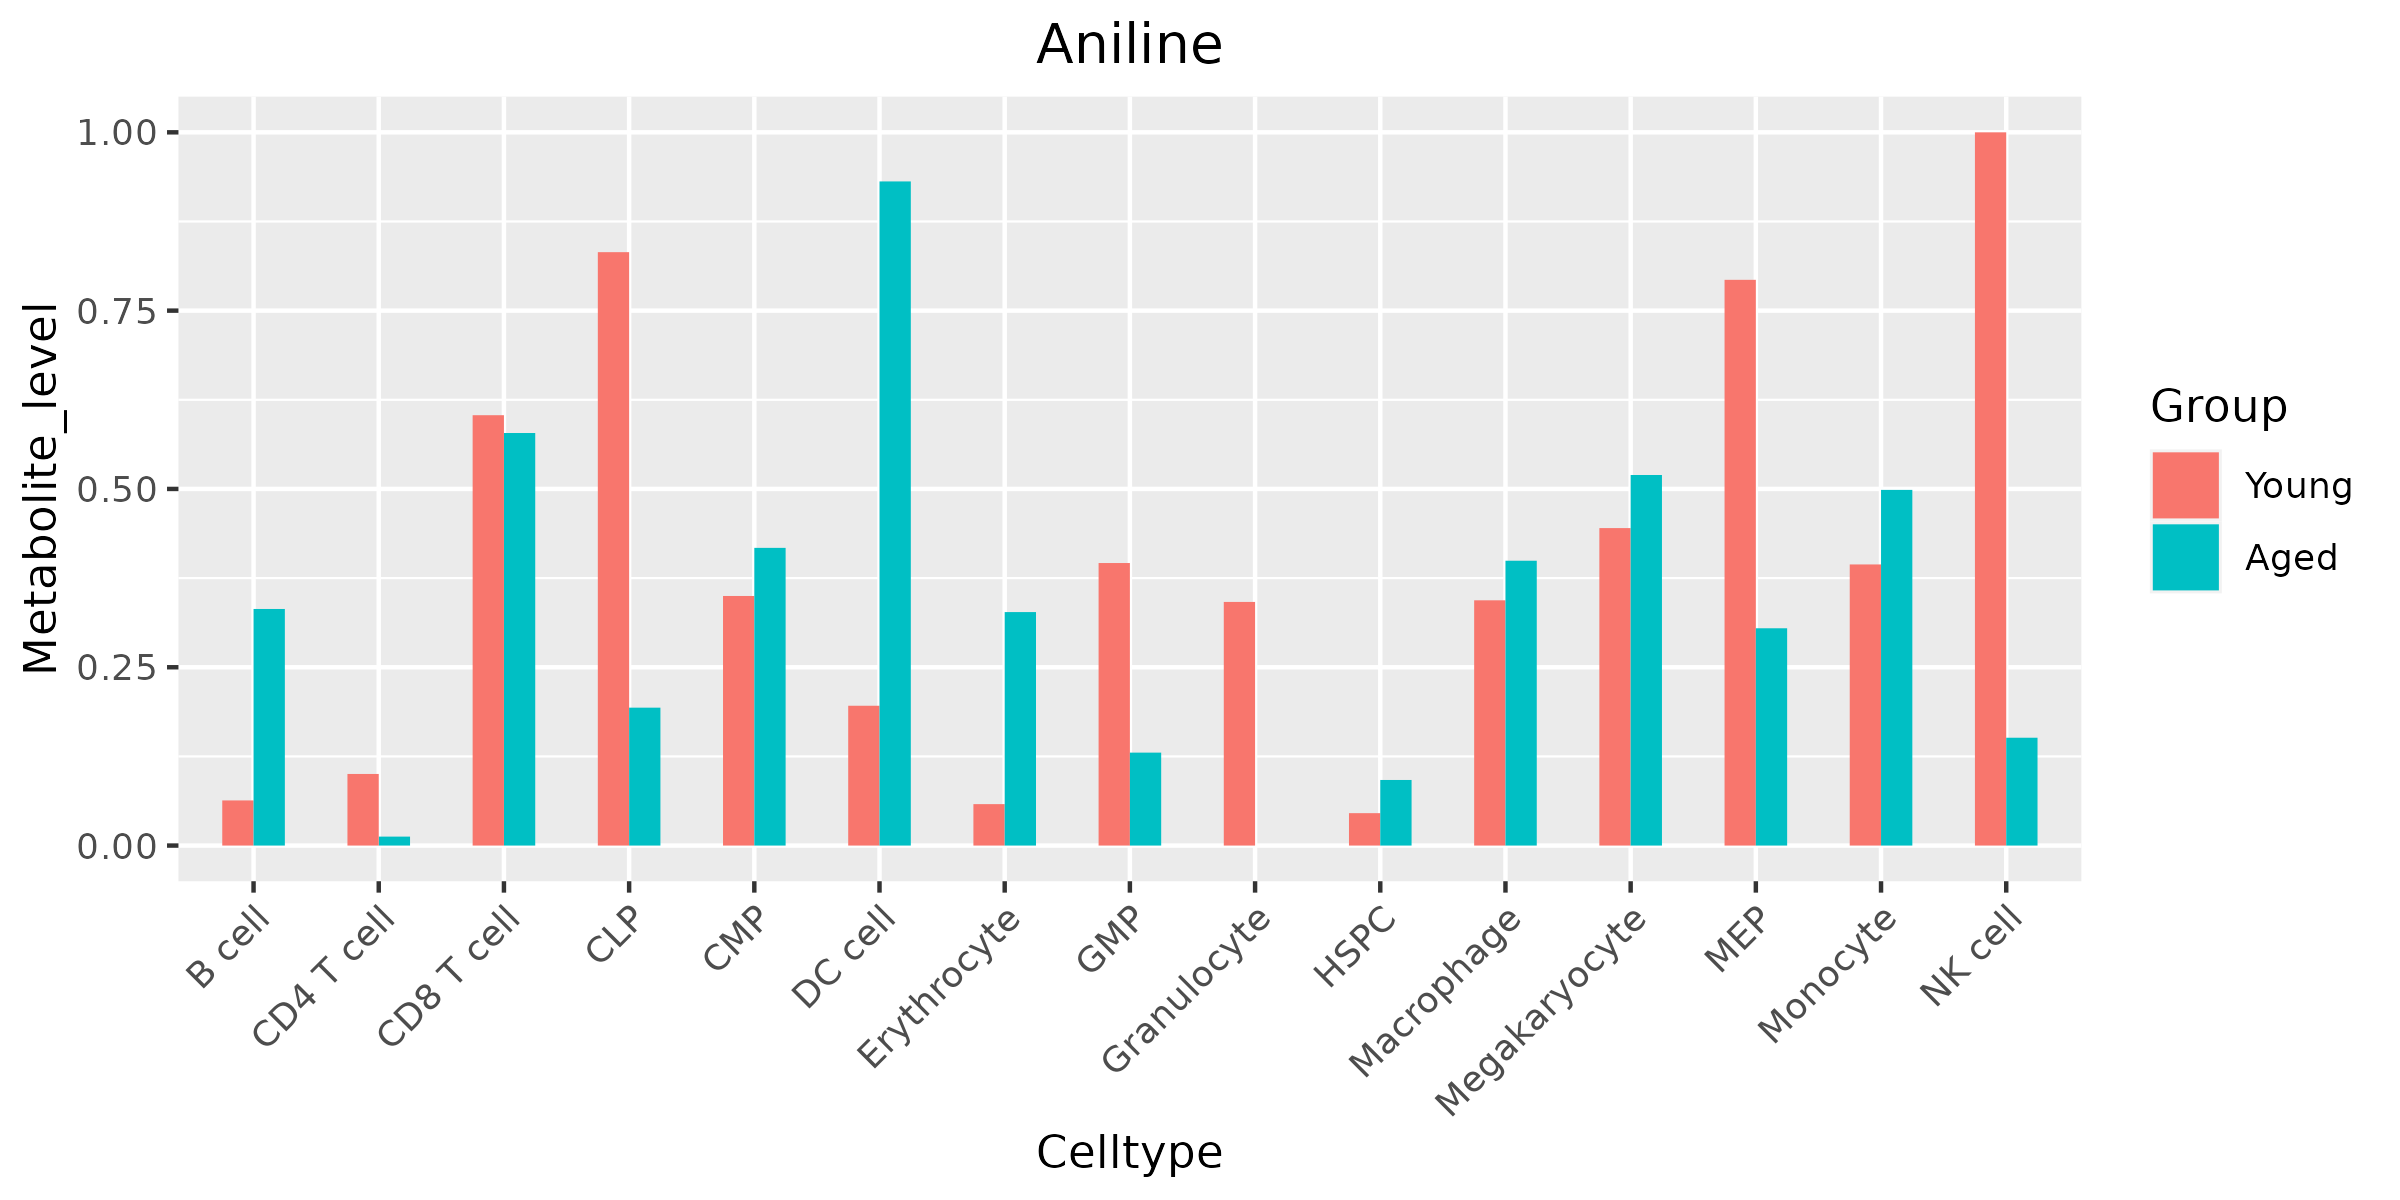 Aniline
Metabolite_level
1.00
0.75
0.50
0.25
0.00
B cell
CD4 T cell
CD8 T cell
CLP
CMP
DC cell
Erythrocyte
GMP
Granulocyte
HSPC
Macrophage
Megakaryocyte
MEP
Monocyte
NK cell
Celltype
Group
Young
Aged